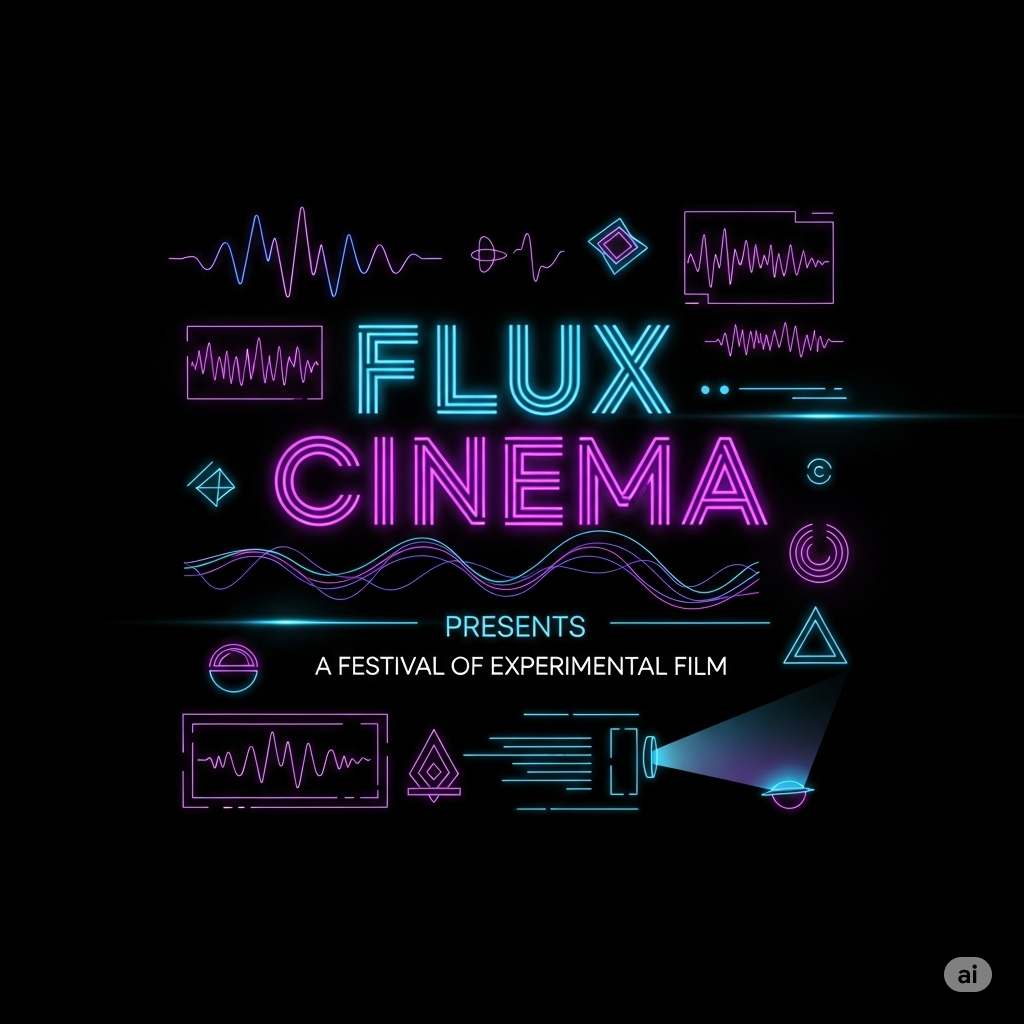 FLUX
CINEMA
©
PRESENTS
A FESTIVAL OF EXPERIMENTAL FILM
ai